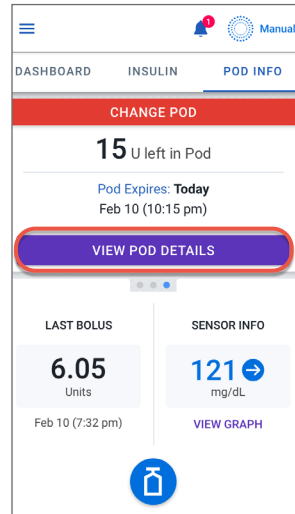 1
Manual
DASHBOARD INSULIN POD INFO
CHANGE POD
15 U left in Pod
Pod Expires: Today
Feb 10 (10:15 pm)
VIEW POD DETAILS
LAST BOLUS
6.05
Units
Feb 10 (7:32 pm)
SENSOR INFO
121
mg/dL
VIEW GRAPH